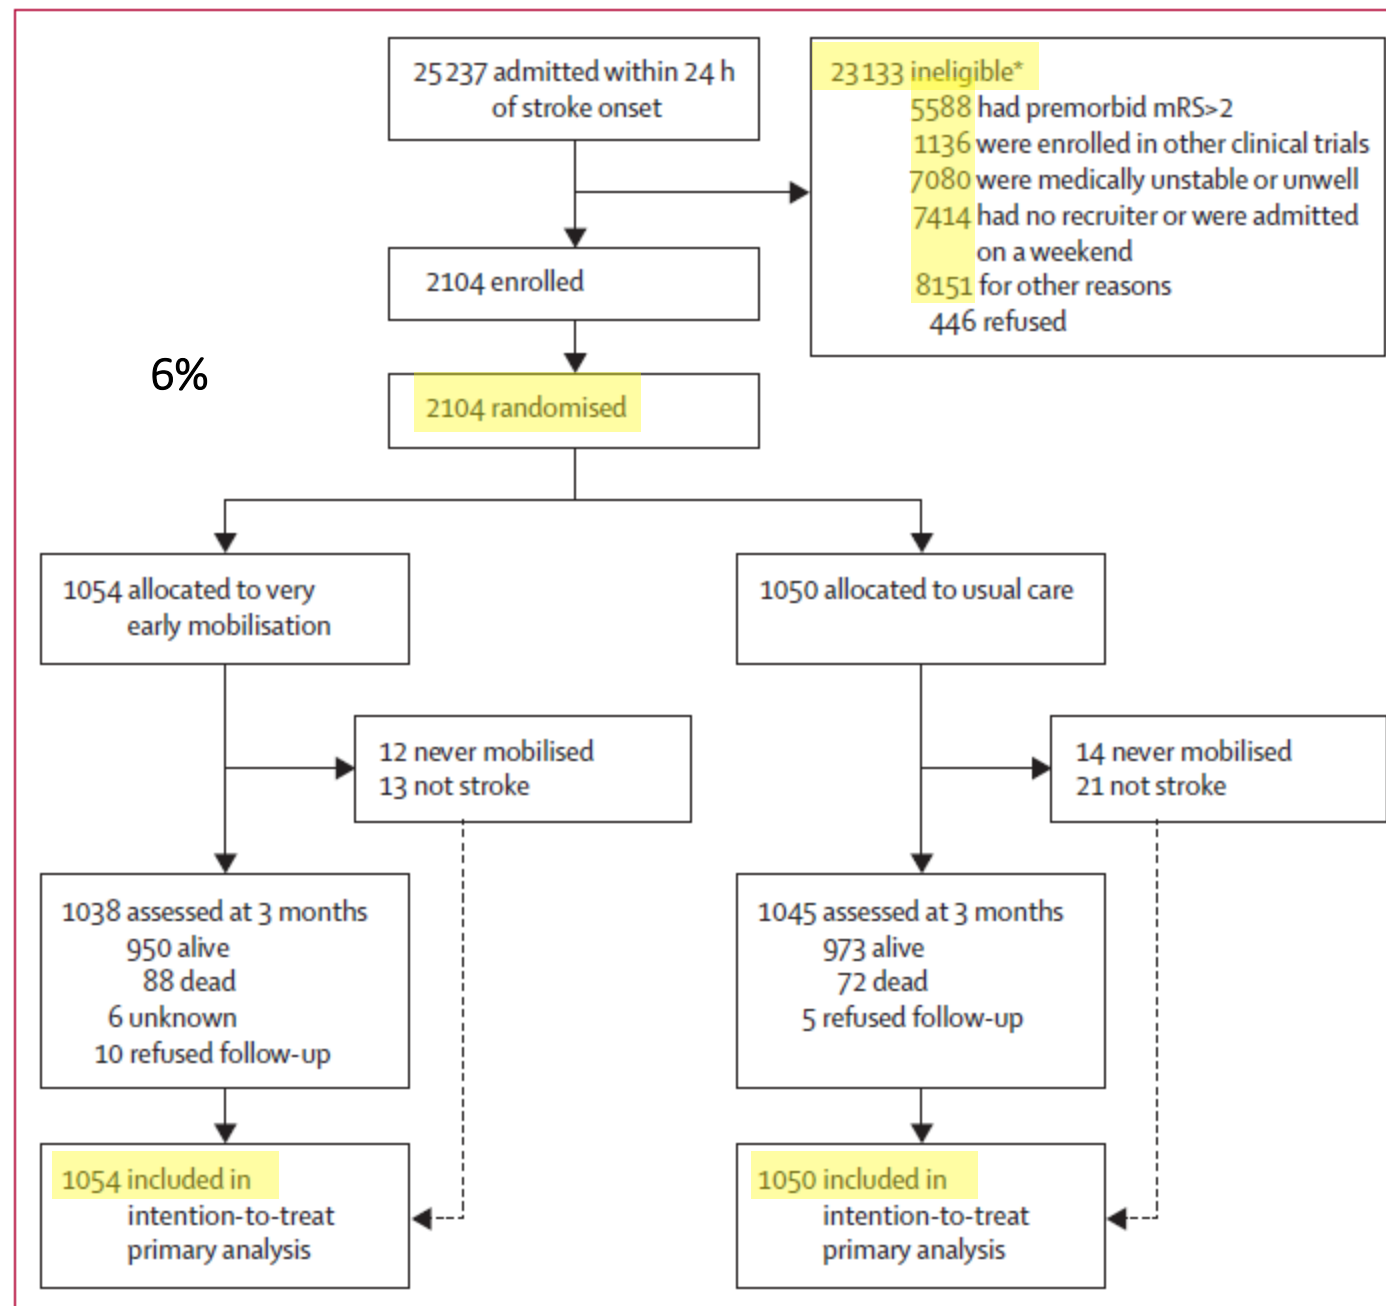 25 237 admitted within 24 h
of stroke onset
23 133 ineligible*
5588 had premorbid mRS>2
1136 were enrolled in other clinical trials
7080 were medically unstable or unwell
7414 had no recruiter or were admitted
on a weekend
8151 for other reasons
446 refused
2104 enrolled
6%
2104 randomised
1054 allocated to very
early mobilisation
1050 allocated to usual care
12 never mobilised
13 not stroke
14 never mobilised
21 not stroke
1038 assessed at 3 months
950 alive
88 dead
6 unknown
10 refused follow-up
1045 assessed at 3 months
973 alive
72 dead
5 refused follow-up
1054 included in
intention-to-treat
primary analysis
1050 included in
intention-to-treat
primary analysis